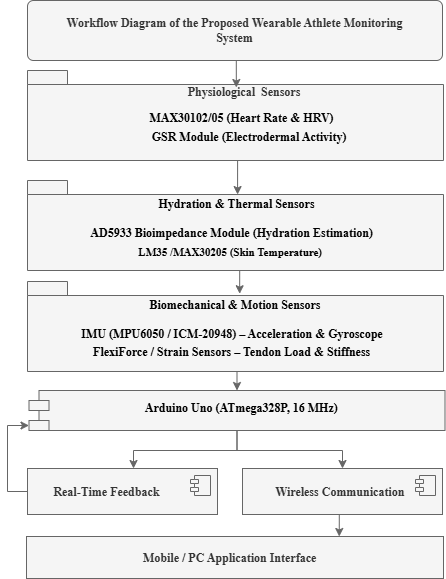 Workflow Diagram of the Proposed Wearable Athlete Monitoring
System
Physiological Sensors
MAX30102/05 (Heart Rate & HRV)
GSR Module (Electrodermal Activity)
Hydration & Thermal Sensors
AD5933 Bioimpedance Module (Hydration Estimation)
LM35 /MAX30205 (Skin Temperature)
Biomechanical & Motion Sensors
IMU (MPU6050 / ICM-20948) – Acceleration & Gyroscope
FlexiForce / Strain Sensors – Tendon Load & Stiffness
Arduino Uno (ATmega328P, 16 MHz)
Real-Time Feedback
Wireless Communication
Mobile / PC Application Interface